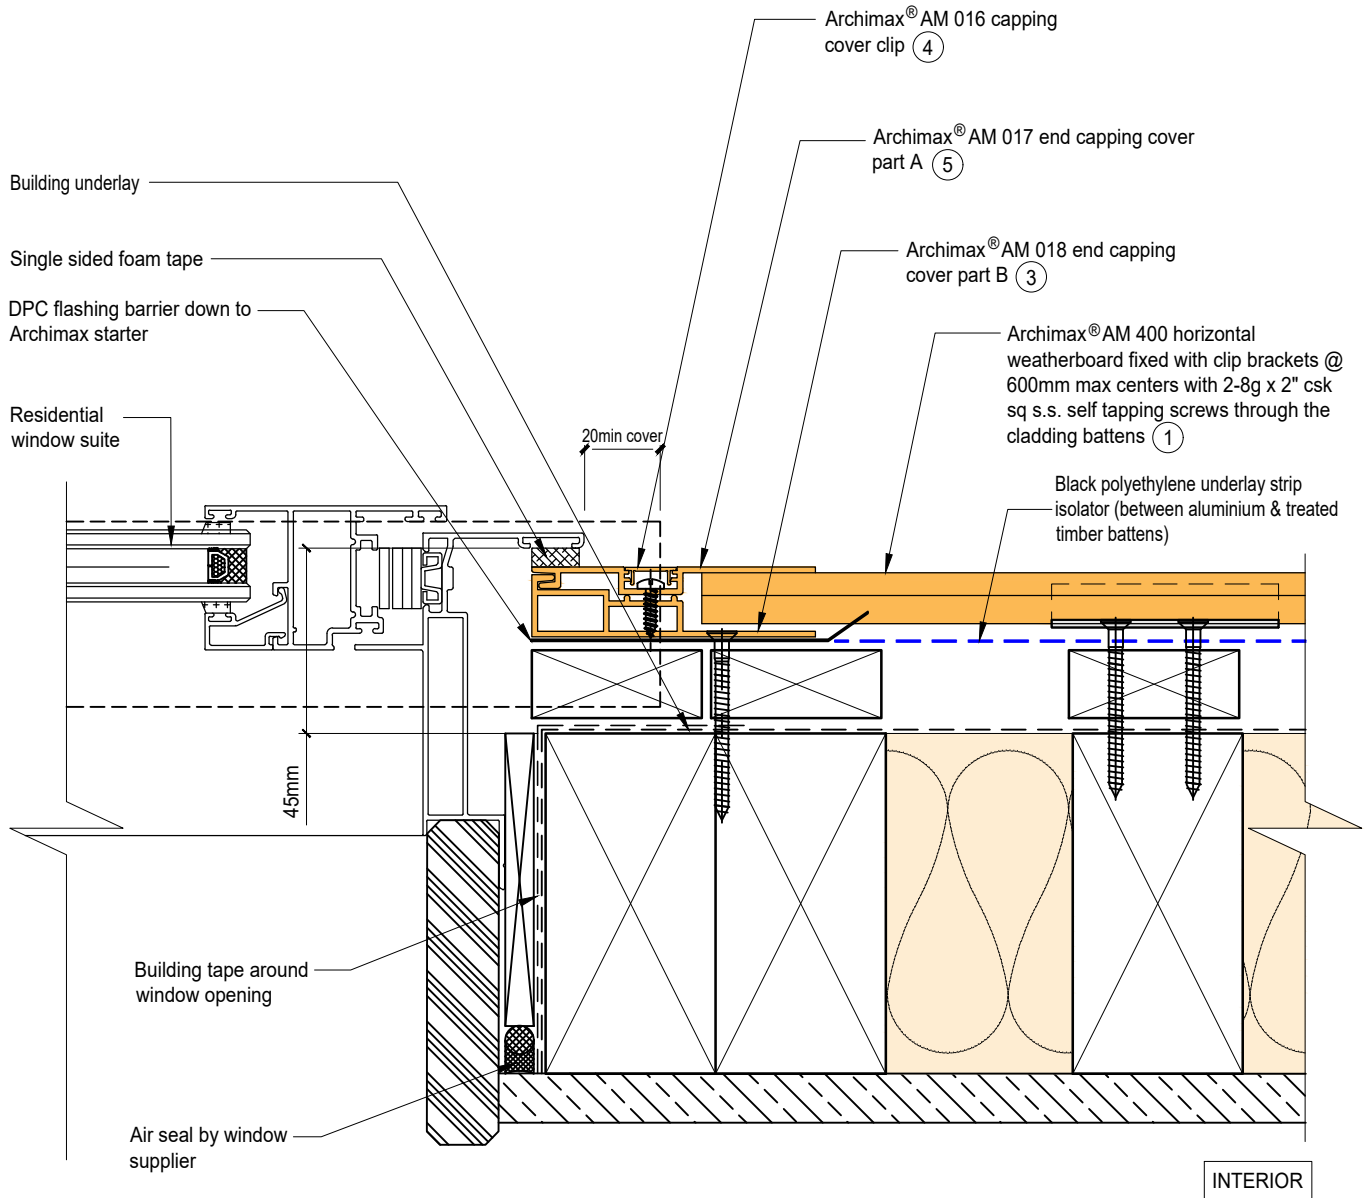 Archimax® AM 016 capping
cover clip 4
Archimax® AM 017 end capping cover
part A 5
Building underlay
Single sided foam tape
Archimax® AM 018 end capping
cover part B 3
DPC flashing barrier down to
Archimax starter
Archimax® AM 400 horizontal
weatherboard fixed with clip brackets @
600mm max centers with 2-8g x 2" csk
sq s.s. self tapping screws through the
cladding battens 1
Residential
window suite
20min cover
Black polyethylene underlay strip
isolator (between aluminium & treated
timber battens)
45mm
Building tape around
window opening
Air seal by window
supplier
INTERIOR